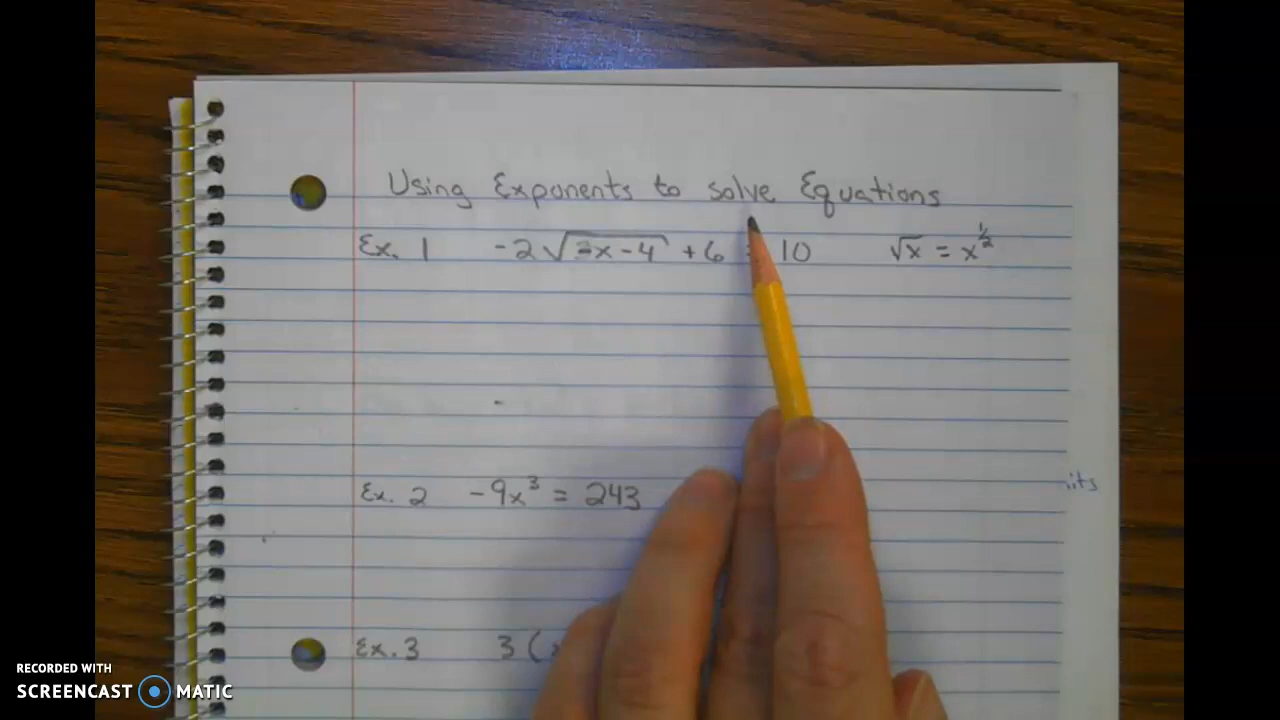 Using Exponents to solve Equations
Ex. 1 -2√(3x-4) +6 = 10 √x = x^½
Ex. 2 -9x³ = 243
Ex. 3 3(
RECORDED WITH
SCREENCAST MATIC